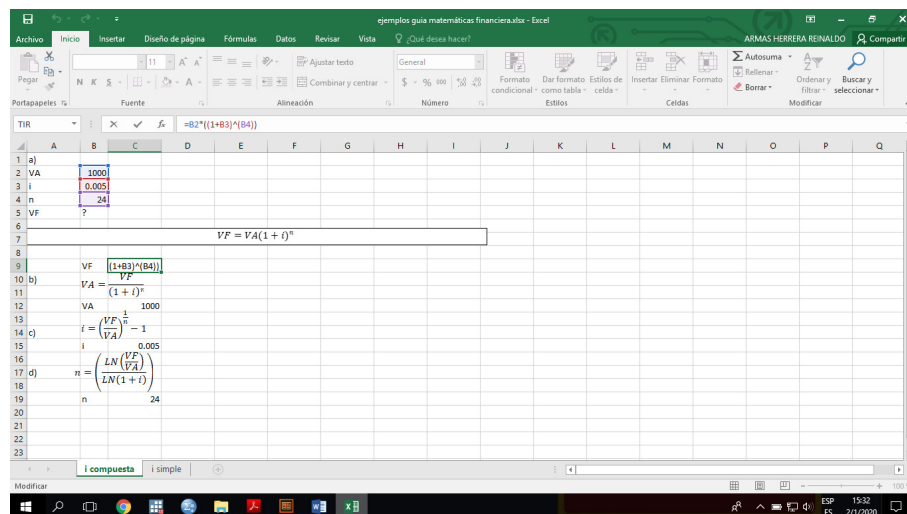 ejemplos guia matemáticas financiera.xlsx - Excel
Archivo Inicio Insertar Diseño de página Fórmulas Datos Revisar Vista ¿Qué desea hacer? ARMAS HERRERA REINALDO Compartir
Pegar
11 A A
Ajustar texto
General
Formato condicional Dar formato como tabla Estilos de celda
Insertar Eliminar Formato
Autosuma
Rellenar
Borrar
Ordenar y filtrar Buscar y seleccionar
N K S
Combinar y centrar
$ % 000
Portapapeles Fuente Alineación Número Estilos Celdas Modificar
TIR fx =B2*((1+B3)^(B4))
A B C D E F G H I J K L M N O P Q
1 a)
2 VA 1000
3 i 0.005
4 n 24
5 VF ?
6
7 VF = VA(1 + i)^n
8
9 VF (1+B3)^(B4))
10 b) VA = VF / (1 + i)^n
11
12 VA 1000
13
14 c) i = (VF/VA)^(1/n) − 1
15 i 0.005
16
17 d) n = (LN(VF/VA) / LN(1 + i))
18
19 n 24
20
21
22
23
i compuesta i simple
Modificar 100
ESP 15:32
ES 2/1/2020